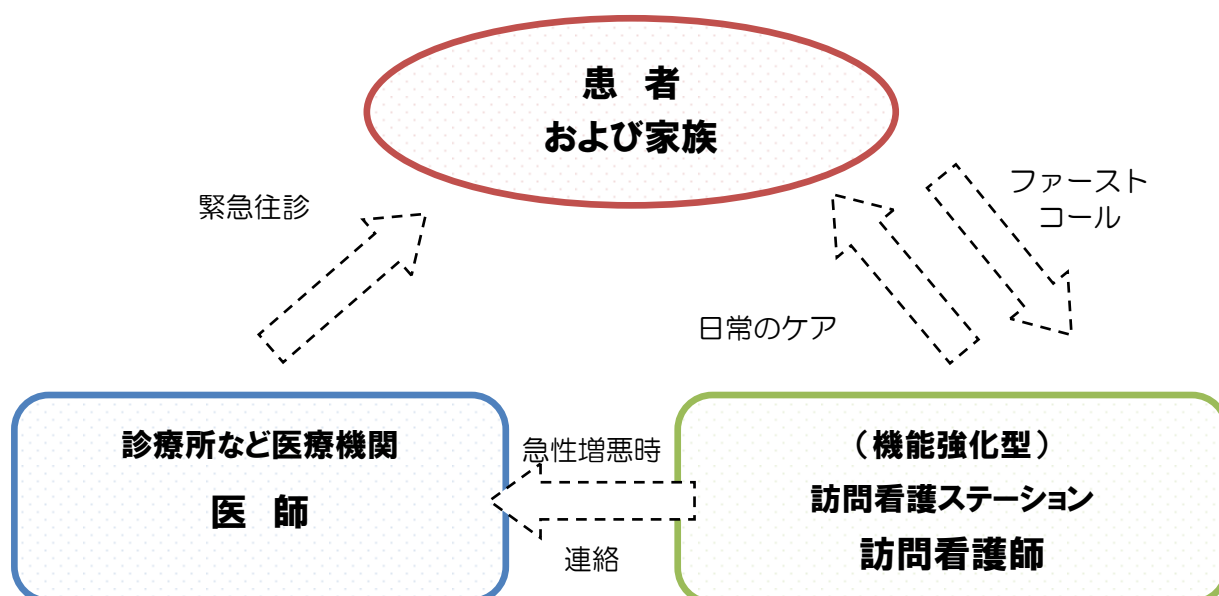 患　者
および家族
緊急往診
ファースト
コール
日常のケア
診療所など医療機関
医　師
急性増悪時
連絡
（機能強化型）
訪問看護ステーション
訪問看護師